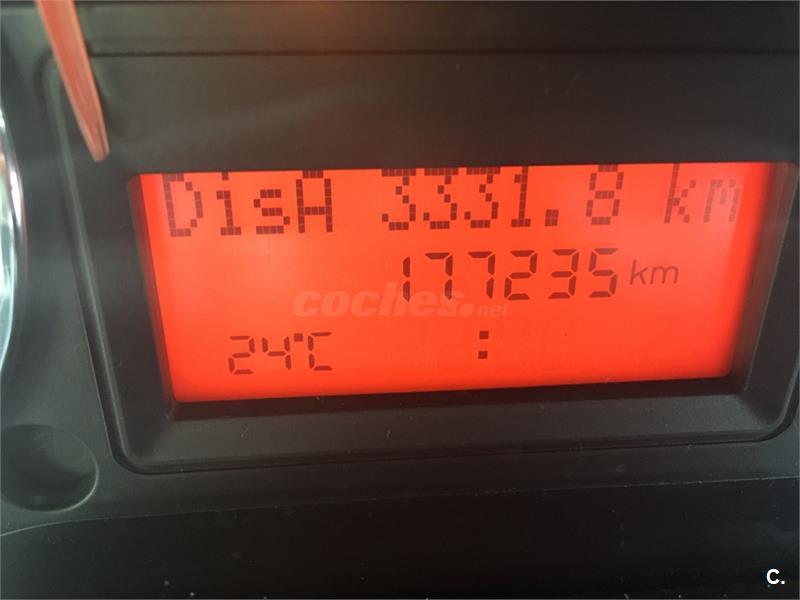 DisA 3331.8 km
177235 km
coches.net
24°C :
C.